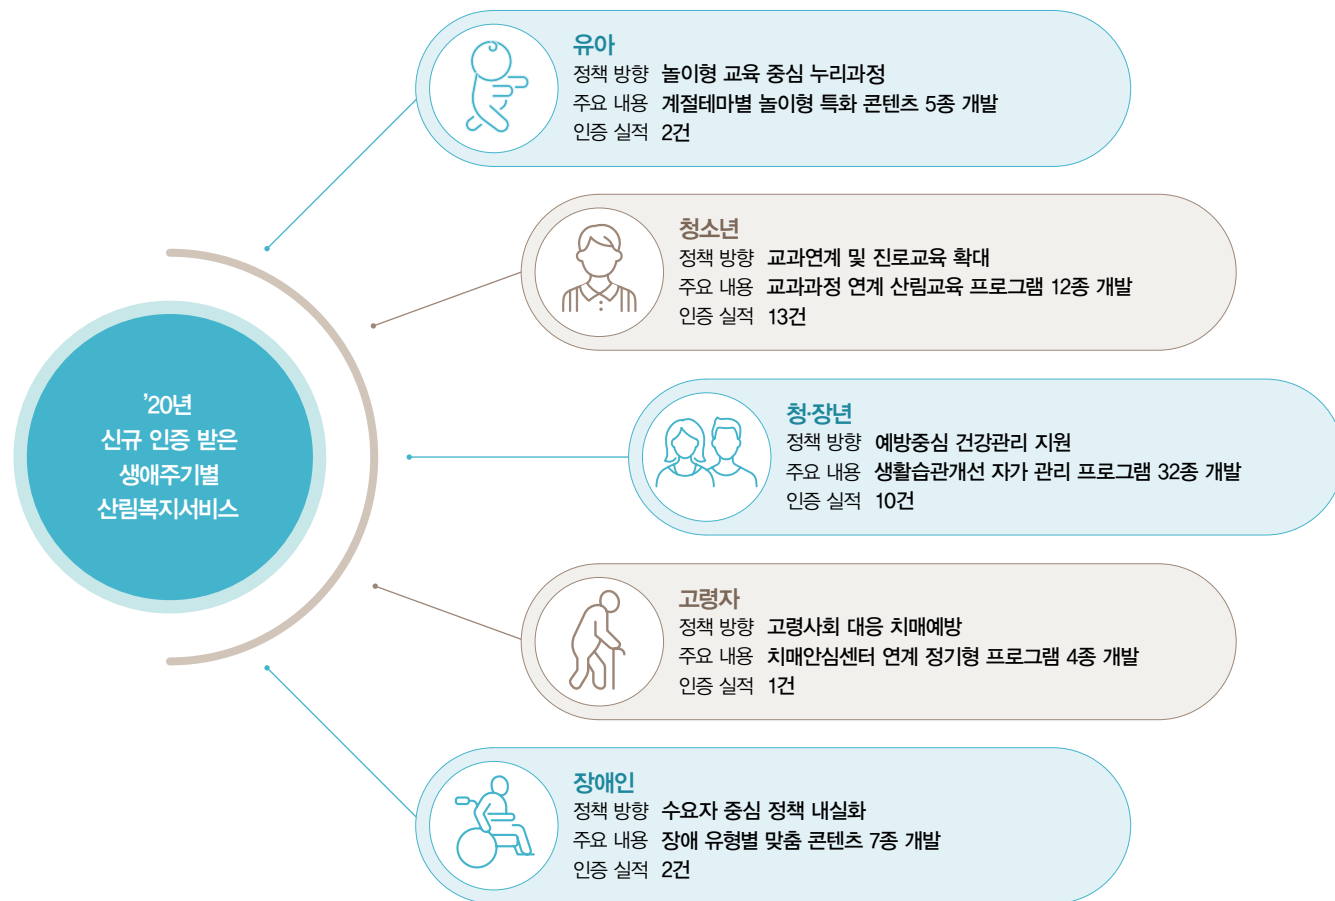 ’20년
신규 인증 받은
생애주기별
산림복지서비스
유아
정책 방향 놀이형 교육 중심 누리과정
주요 내용 계절테마별 놀이형 특화 콘텐츠 5종 개발
인증 실적 2건
청소년
정책 방향 교과연계 및 진로교육 확대
주요 내용 교과과정 연계 산림교육 프로그램 12종 개발
인증 실적 13건
청·장년
정책 방향 예방중심 건강관리 지원
주요 내용 생활습관개선 자가 관리 프로그램 32종 개발
인증 실적 10건
고령자
정책 방향 고령사회 대응 치매예방
주요 내용 치매안심센터 연계 정기형 프로그램 4종 개발
인증 실적 1건
장애인
정책 방향 수요자 중심 정책 내실화
주요 내용 장애 유형별 맞춤 콘텐츠 7종 개발
인증 실적 2건